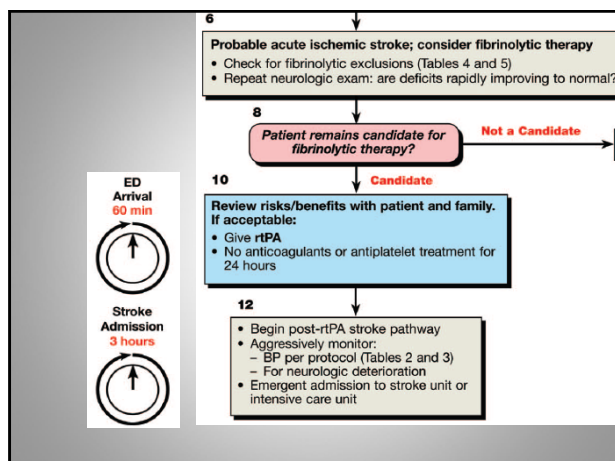 6
Probable acute ischemic stroke; consider fibrinolytic therapy
• Check for fibrinolytic exclusions (Tables 4 and 5)
• Repeat neurologic exam: are deficits rapidly improving to normal?
8
Patient remains candidate for
fibrinolytic therapy?
Not a Candidate
Candidate
ED
Arrival
60 min
10
Review risks/benefits with patient and family.
If acceptable:
• Give rtPA
• No anticoagulants or antiplatelet treatment for
24 hours
Stroke
Admission
3 hours
12
• Begin post-rtPA stroke pathway
• Aggressively monitor:
– BP per protocol (Tables 2 and 3)
– For neurologic deterioration
• Emergent admission to stroke unit or
intensive care unit